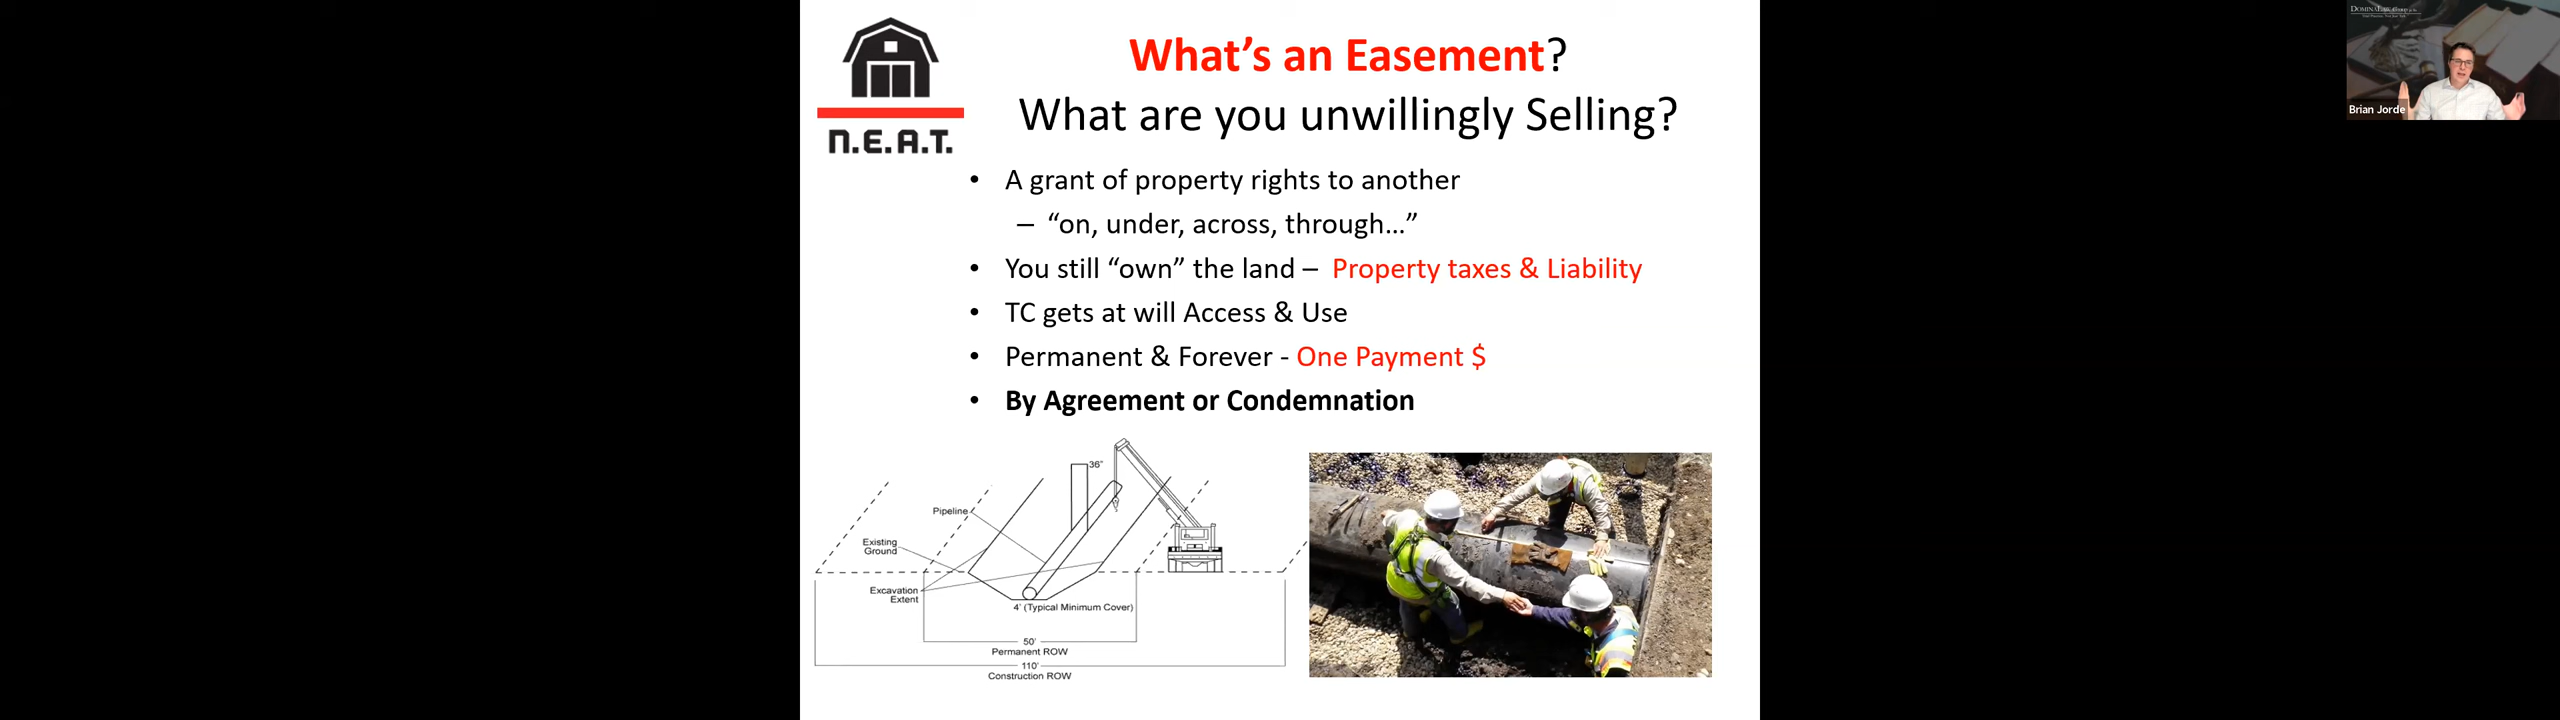 N.E.A.T.
What’s an Easement?
What are you unwillingly Selling?
• A grant of property rights to another
– “on, under, across, through…”
• You still “own” the land – Property taxes & Liability
• TC gets at will Access & Use
• Permanent & Forever - One Payment $
• By Agreement or Condemnation
36"
Pipeline
Existing
Ground
Excavation
Extent
4' (Typical Minimum Cover)
50'
Permanent ROW
110'
Construction ROW
Brian Jorde